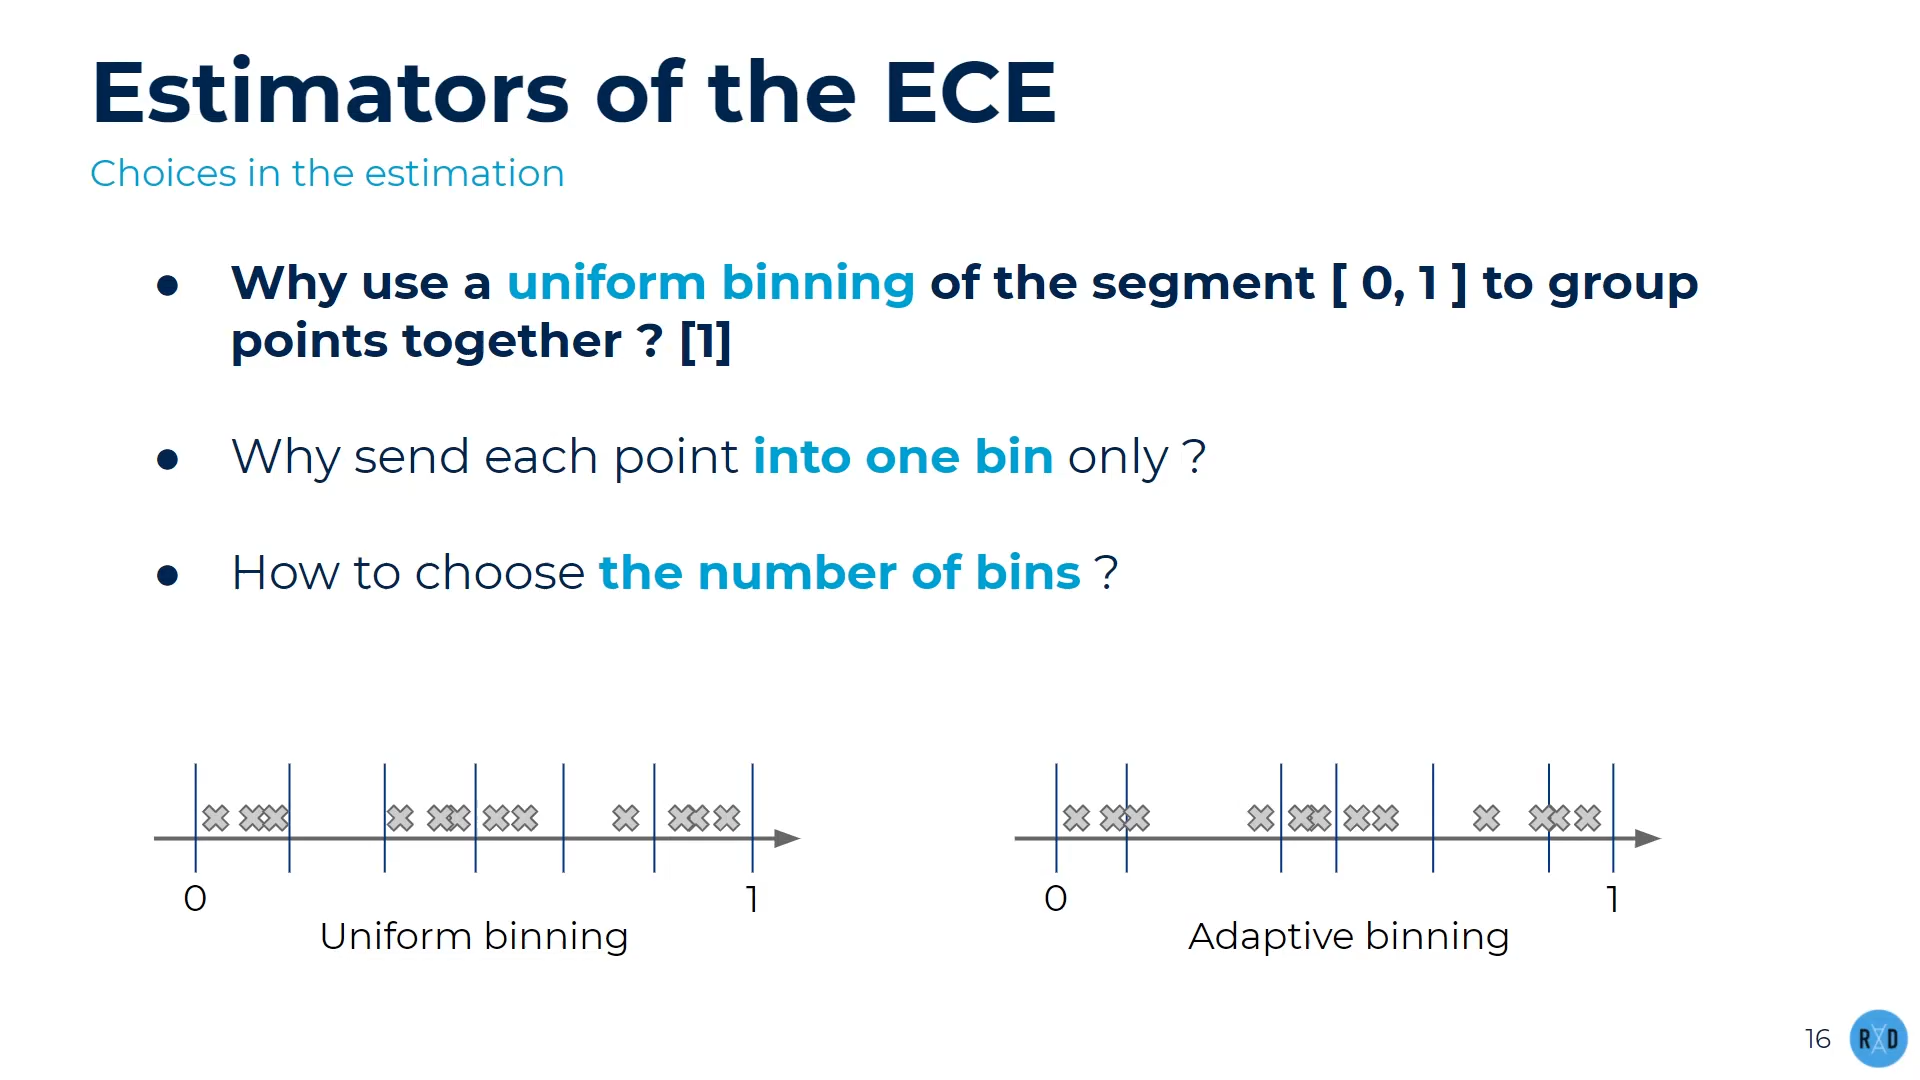 Estimators of the ECE
Choices in the estimation
● Why use a uniform binning of the segment [ 0, 1 ] to group
points together ? [1]
● Why send each point into one bin only ?
● How to choose the number of bins ?
0 1
Uniform binning
0 1
Adaptive binning
16
R D